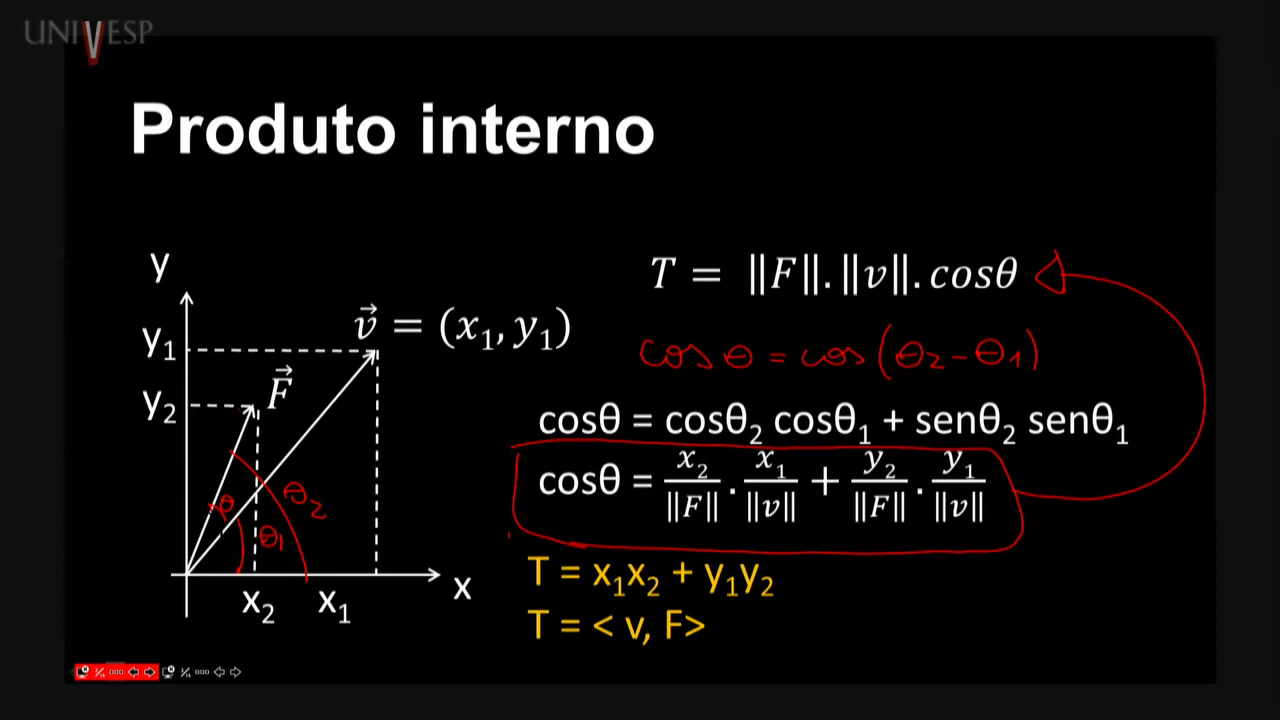 UNIVESP
Produto interno
T = ‖F‖.‖v‖.cosθ
cos θ = cos(θ₂ - θ₁)
cosθ = cosθ₂ cosθ₁ + senθ₂ senθ₁
cosθ = x₂/‖F‖ . x₁/‖v‖ + y₂/‖F‖ . y₁/‖v‖
T = x₁x₂ + y₁y₂
T = < v, F>
y
v⃗ = (x₁, y₁)
y₁
F⃗
y₂
θ
θ₂
θ₁
x
x₂ x₁